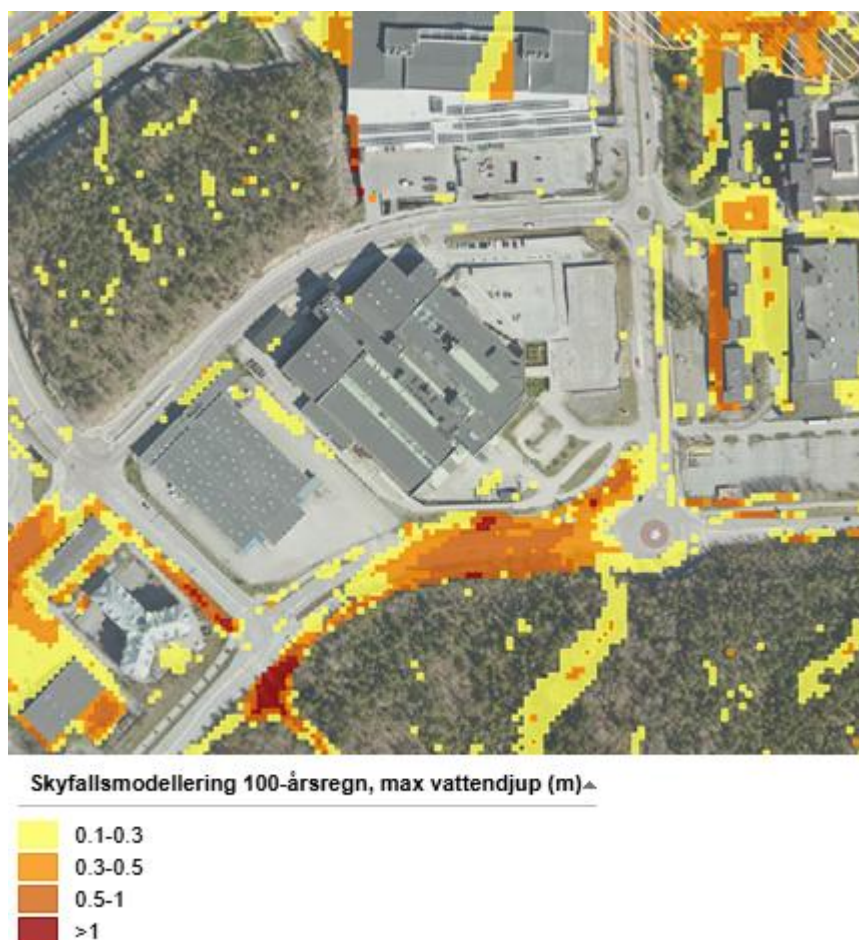 Skyfallsmodellering 100-årsregn, max vattendjup (m)
0.1-0.3
0.3-0.5
0.5-1
>1